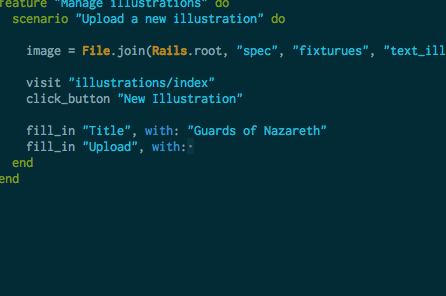 feature "Manage illustrations" do
scenario "Upload a new illustration" do
image = File.join(Rails.root, "spec", "fixturues", "text_ill
visit "illustrations/index"
click_button "New Illustration"
fill_in "Title", with: "Guards of Nazareth"
fill_in "Upload", with:
end
end